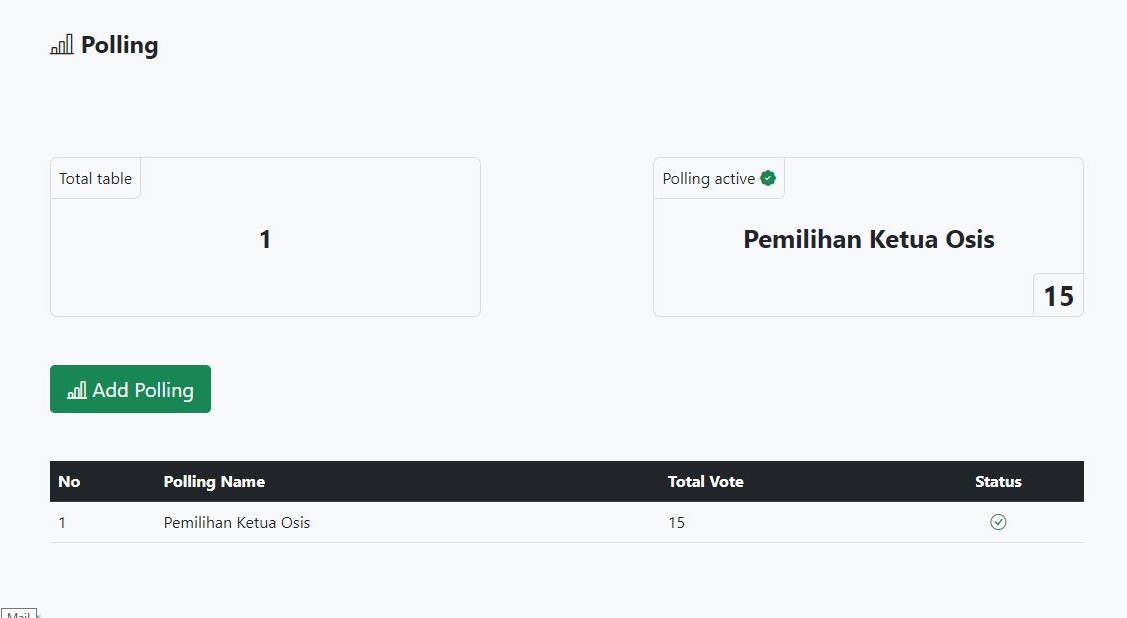 Polling
Total table
1
Polling active
Pemilihan Ketua Osis
15
Add Polling
No Polling Name Total Vote Status
1 Pemilihan Ketua Osis 15
Mail